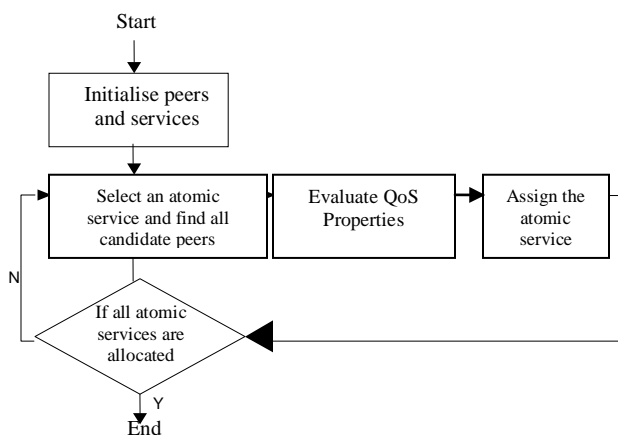 Start
Initialise peers
and services
Select an atomic
service and find all
candidate peers
Evaluate QoS
Properties
Assign the
atomic
service
N
If all atomic
services are
allocated
Y
End